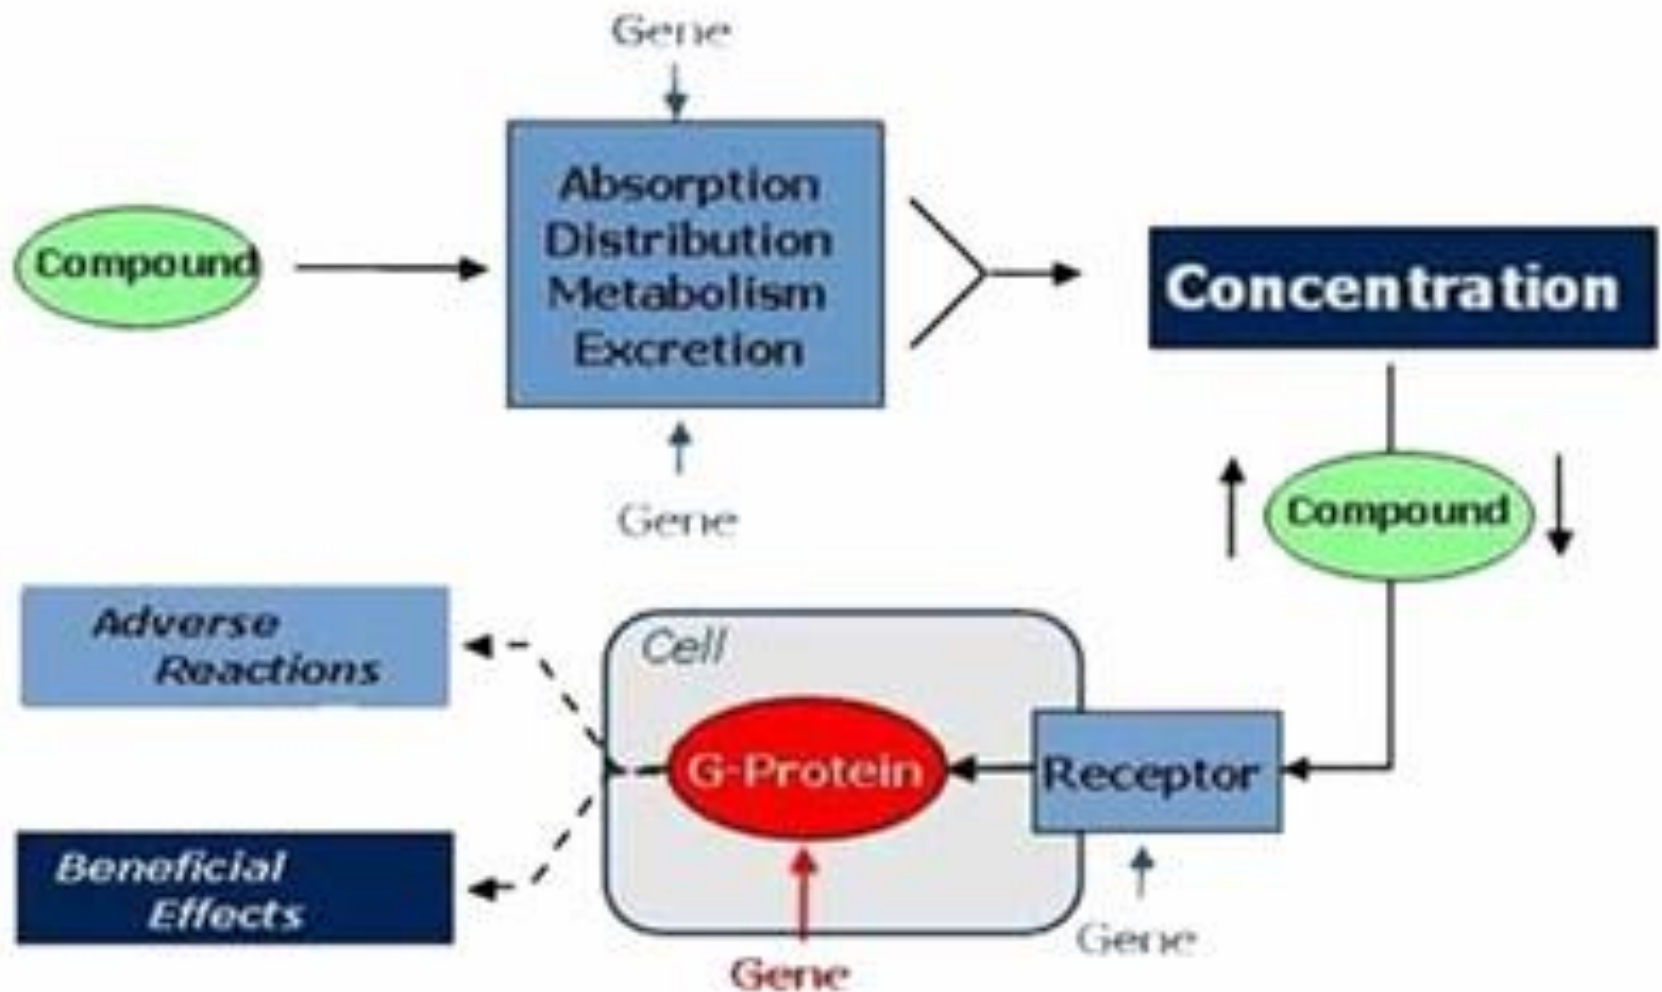 Gene
Absorption
Distribution
Metabolism
Excretion
Compound
Concentration
Gene
Compound
Adverse
Reactions
Cell
G-Protein
Receptor
Beneficial
Effects
Gene
Gene